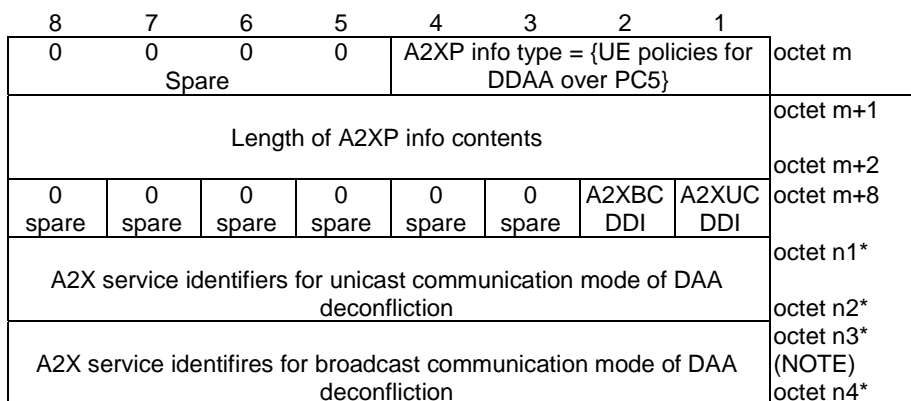 8 7 6 5 4 3 2 1
0 0 0 0 A2XP info type = {UE policies for octet m
Spare DDAA over PC5}
octet m+1
Length of A2XP info contents
octet m+2
0 0 0 0 0 0 A2XBC A2XUC octet m+8
spare spare spare spare spare spare DDI DDI
octet n1*
A2X service identifiers for unicast communication mode of DAA
deconfliction octet n2*
octet n3*
A2X service identifires for broadcast communication mode of DAA (NOTE)
deconfliction octet n4*